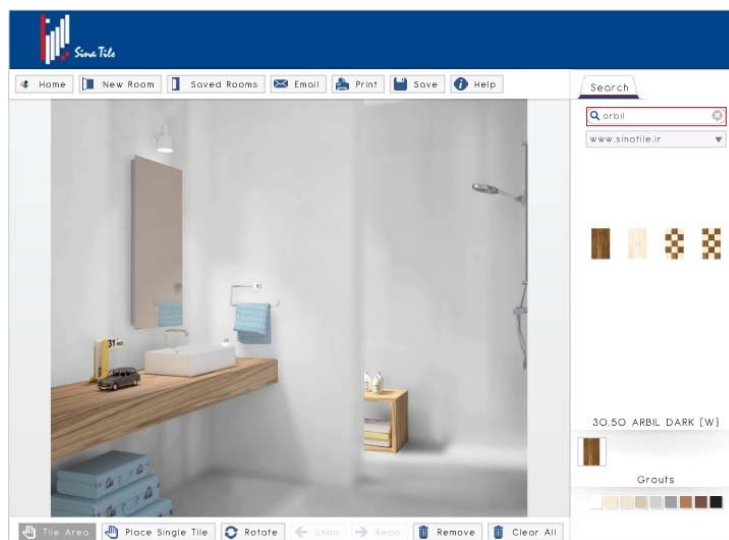 Sina Tile
Home New Room Saved Rooms Email Print Save Help
Search
arbil
www.sinatile.ir
31
30.50 ARBIL DARK [W]
Grouts
Tile Area Place Single Tile Rotate Undo Redo Remove Clear All